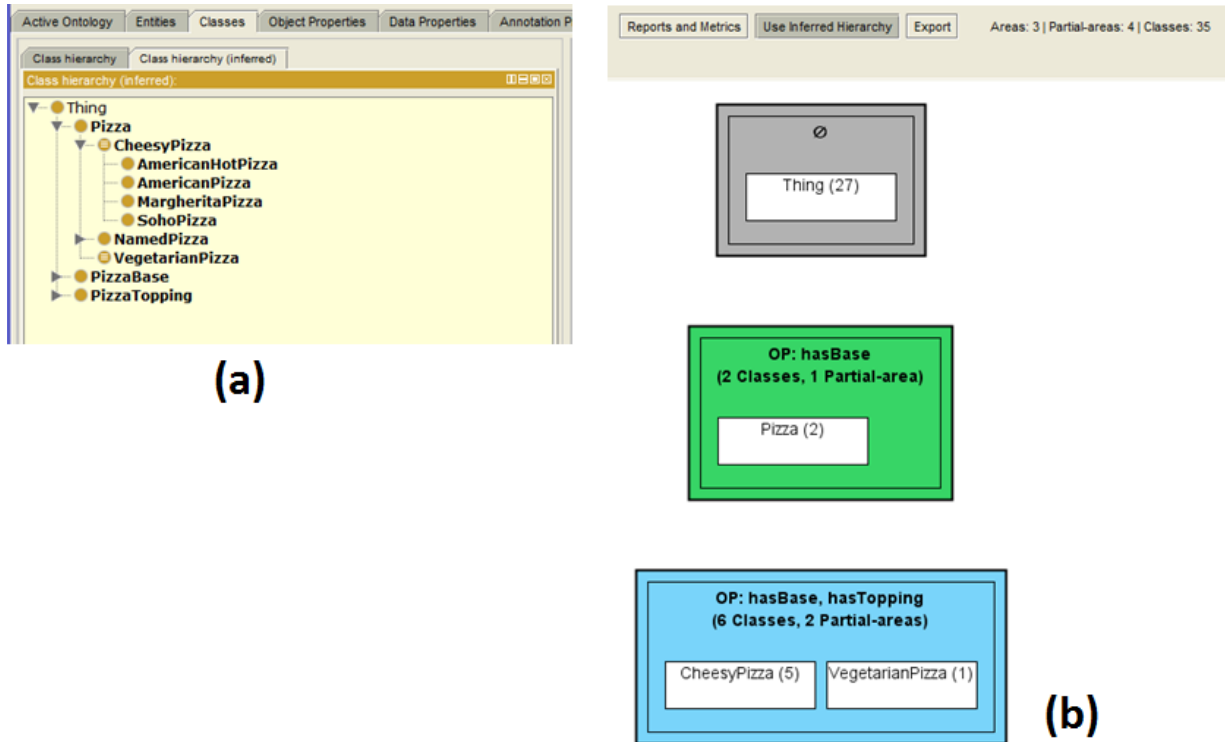 Active Ontology Entities Classes Object Properties Data Properties Annotation P
Class hierarchy Class hierarchy (inferred)
Class hierarchy (inferred):
Thing
Pizza
CheesyPizza
AmericanHotPizza
AmericanPizza
MargheritaPizza
SohoPizza
NamedPizza
VegetarianPizza
PizzaBase
PizzaTopping
(a)
Reports and Metrics Use Inferred Hierarchy Export Areas: 3 | Partial-areas: 4 | Classes: 35
∅
Thing (27)
OP: hasBase
(2 Classes, 1 Partial-area)
Pizza (2)
OP: hasBase, hasTopping
(6 Classes, 2 Partial-areas)
CheesyPizza (5) VegetarianPizza (1)
(b)